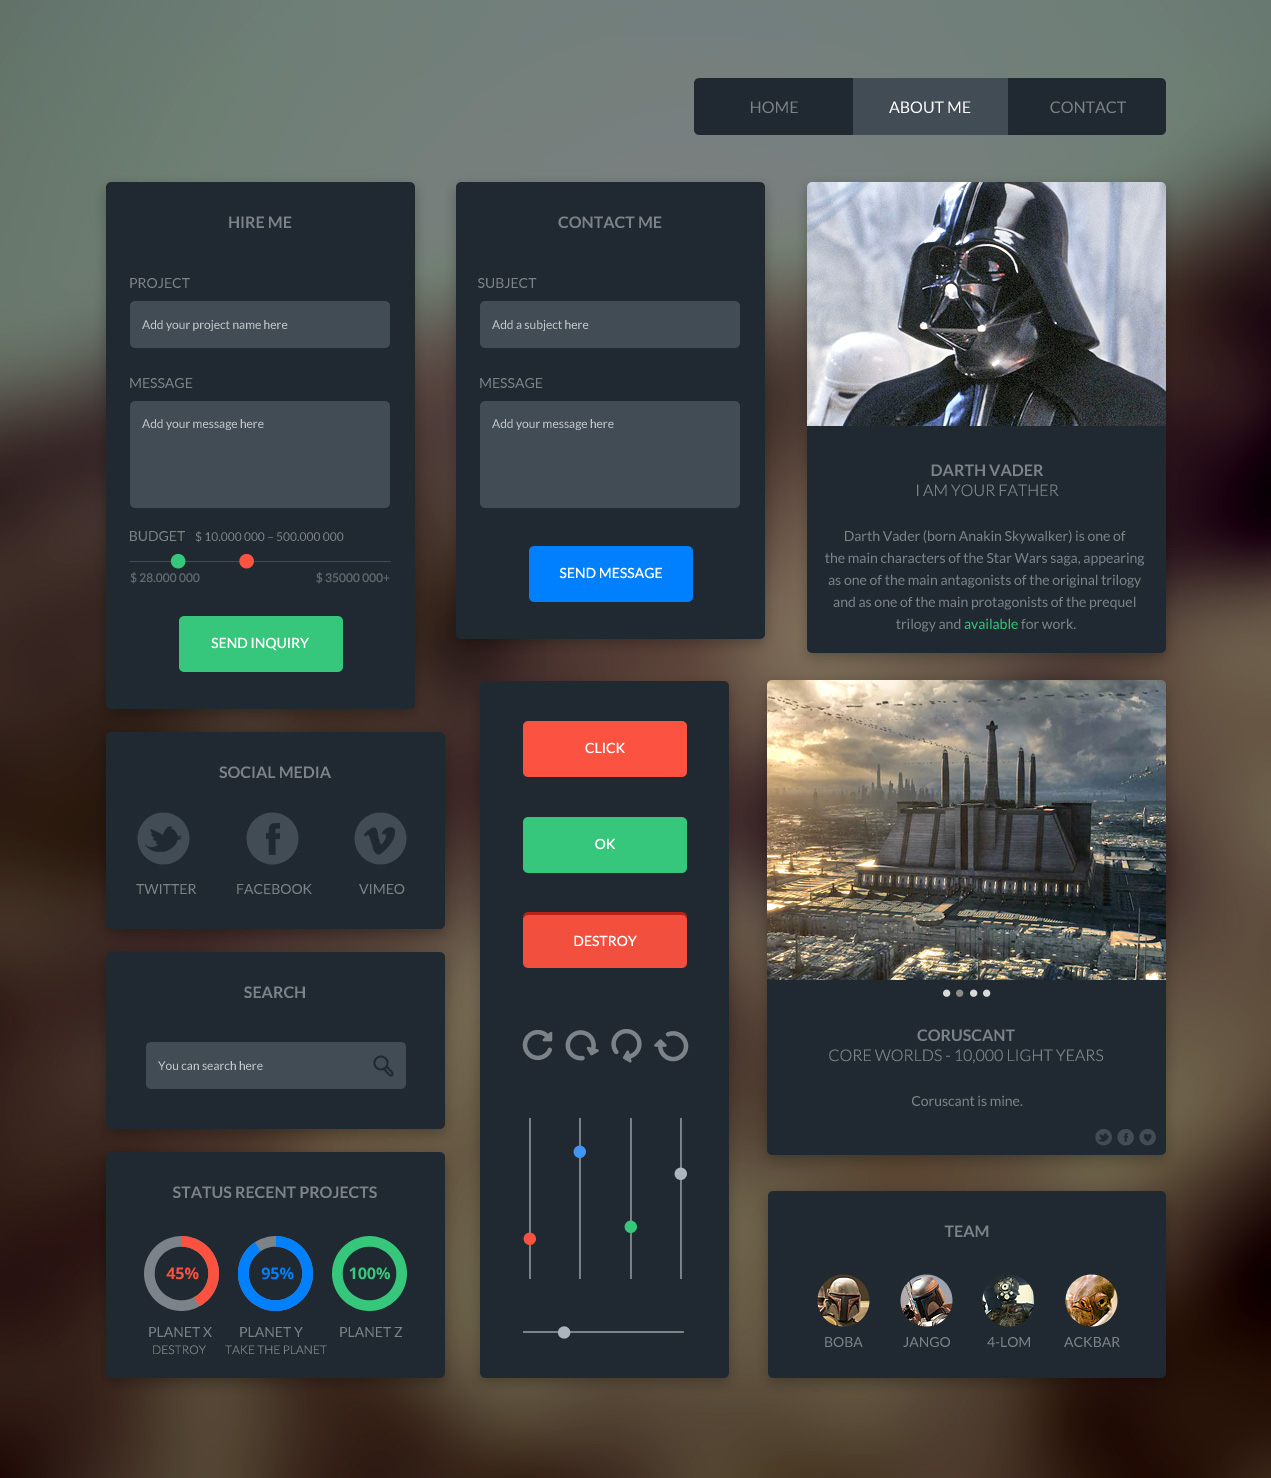 HOME
ABOUT ME
CONTACT
HIRE ME
PROJECT
Add your project name here
MESSAGE
Add your message here
BUDGET $ 10.000 000 – 500.000 000
$ 28.000 000
$ 35000 000+
SEND INQUIRY
CONTACT ME
SUBJECT
Add a subject here
MESSAGE
Add your message here
SEND MESSAGE
DARTH VADER
I AM YOUR FATHER
Darth Vader (born Anakin Skywalker) is one of
the main characters of the Star Wars saga, appearing
as one of the main antagonists of the original trilogy
and as one of the main protagonists of the prequel
trilogy and available for work.
SOCIAL MEDIA
TWITTER
FACEBOOK
VIMEO
SEARCH
You can search here
STATUS RECENT PROJECTS
45%
95%
100%
PLANET X
PLANET Y
PLANET Z
DESTROY
TAKE THE PLANET
CLICK
OK
DESTROY
CORUSCANT
CORE WORLDS - 10,000 LIGHT YEARS
Coruscant is mine.
TEAM
BOBA
JANGO
4-LOM
ACKBAR